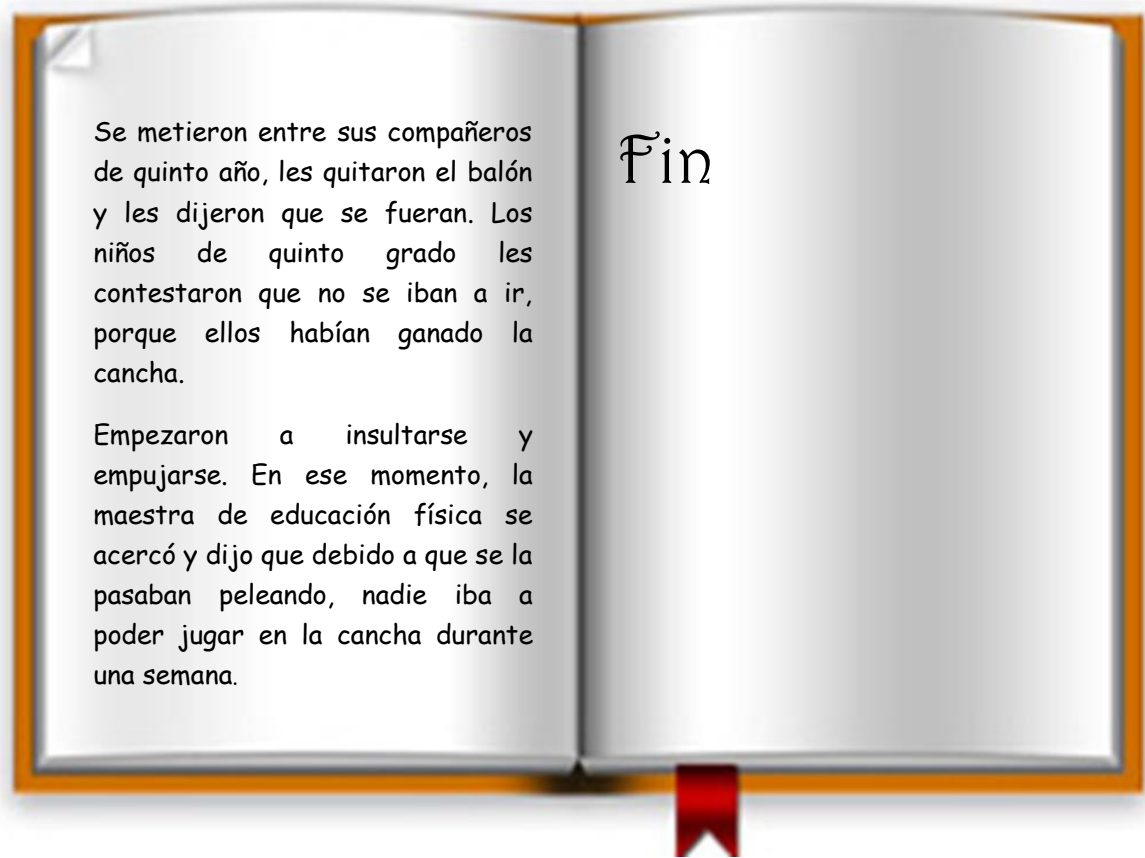 Se metieron entre sus compañeros
de quinto año, les quitaron el balón
y les dijeron que se fueran. Los
niños de quinto grado les
contestaron que no se iban a ir,
porque ellos habían ganado la
cancha.
Empezaron a insultarse y
empujarse. En ese momento, la
maestra de educación física se
acercó y dijo que debido a que se la
pasaban peleando, nadie iba a
poder jugar en la cancha durante
una semana.
Fin